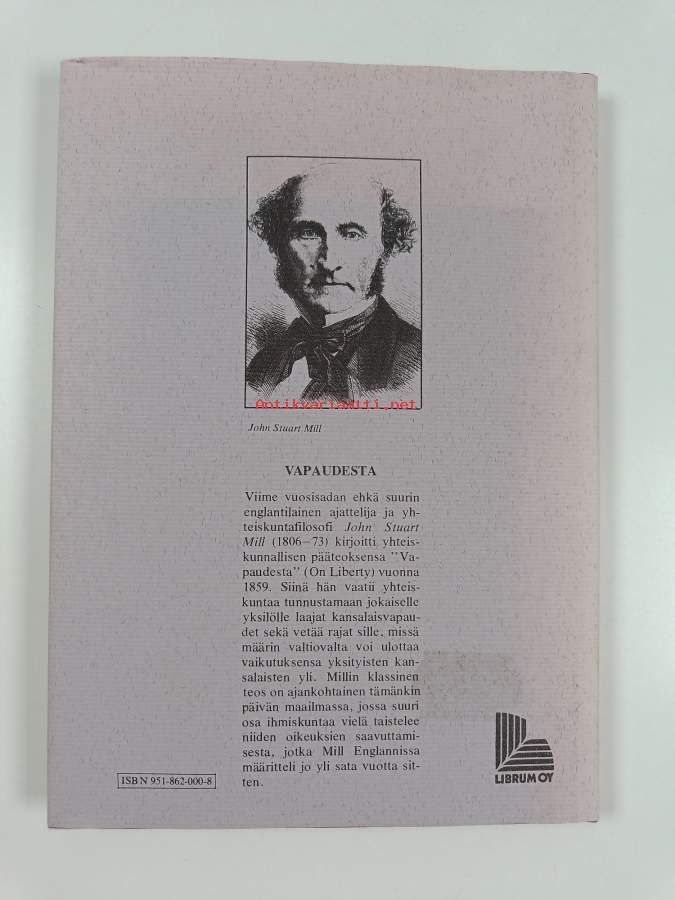 Antikvariaatti.net
John Stuart Mill
VAPAUDESTA
Viime vuosisadan ehkä suurin
englantilainen ajattelija ja yh-
teiskuntafilosofi John Stuart
Mill (1806–73) kirjoitti yhteis-
kunnallisen pääteoksensa ”Va-
paudesta” (On Liberty) vuonna
1859. Siinä hän vaatii yhteis-
kuntaa tunnustamaan jokaiselle
yksilölle laajat kansalaisvapau-
det sekä vetää rajat sille, missä
määrin valtiovalta voi ulottaa
vaikutuksensa yksityisten kan-
salaisten yli. Millin klassinen
teos on ajankohtainen tämänkin
päivän maailmassa, jossa suuri
osa ihmiskuntaa vielä taistelee
niiden oikeuksien saavuttami-
sesta, jotka Mill Englannissa
määritteli jo yli sata vuotta sit-
ten.
ISBN 951-862-000-8
LIBRUM OY